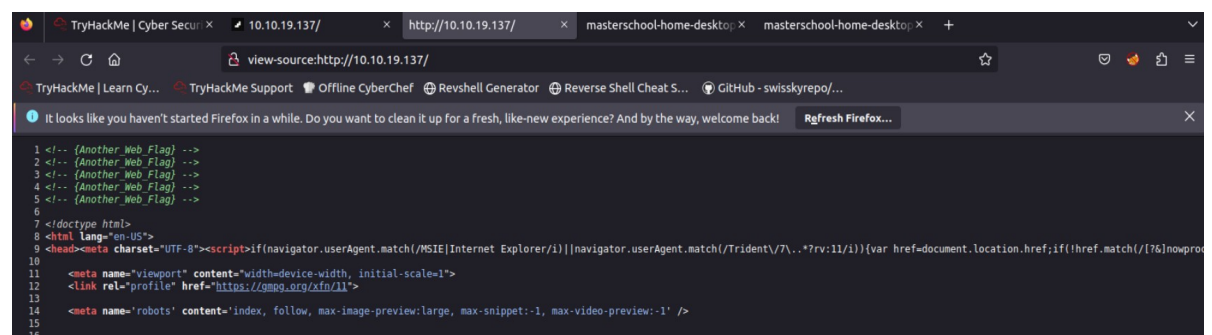 TryHackMe | Cyber Securi
10.10.19.137/
http://10.10.19.137/
masterschool-home-desktop
masterschool-home-desktop
view-source:http://10.10.19.137/
TryHackMe | Learn Cy... TryHackMe Support Offline CyberChef Revshell Generator Reverse Shell Cheat S... GitHub - swisskyrepo/...
It looks like you haven't started Firefox in a while. Do you want to clean it up for a fresh, like-new experience? And by the way, welcome back! Refresh Firefox...
1 <!-- {Another_Web_Flag} -->
2 <!-- {Another_Web_Flag} -->
3 <!-- {Another_Web_Flag} -->
4 <!-- {Another_Web_Flag} -->
5 <!-- {Another_Web_Flag} -->
6
7 <!doctype html>
8 <html lang="en-US">
9 <head><meta charset="UTF-8"><script>if(navigator.userAgent.match(/MSIE|Internet Explorer/i)||navigator.userAgent.match(/Trident\/7\..*?rv:11/i)){var href=document.location.href;if(!href.match(/[?&]nowproc
10
11 <meta name="viewport" content="width=device-width, initial-scale=1">
12 <link rel="profile" href="https://gmpg.org/xfn/11">
13
14 <meta name='robots' content='index, follow, max-image-preview:large, max-snippet:-1, max-video-preview:-1' />
15